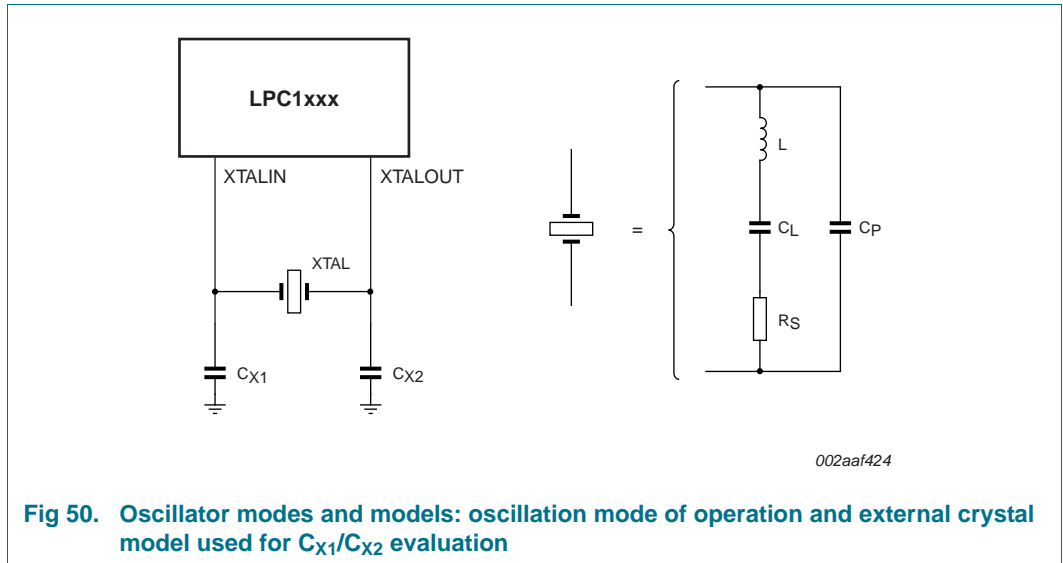 LPC1xxx
XTALIN XTALOUT
XTAL
CX1 CX2
=
L
CL CP
RS
002aaf424
Fig 50. Oscillator modes and models: oscillation mode of operation and external crystal
model used for CX1/CX2 evaluation